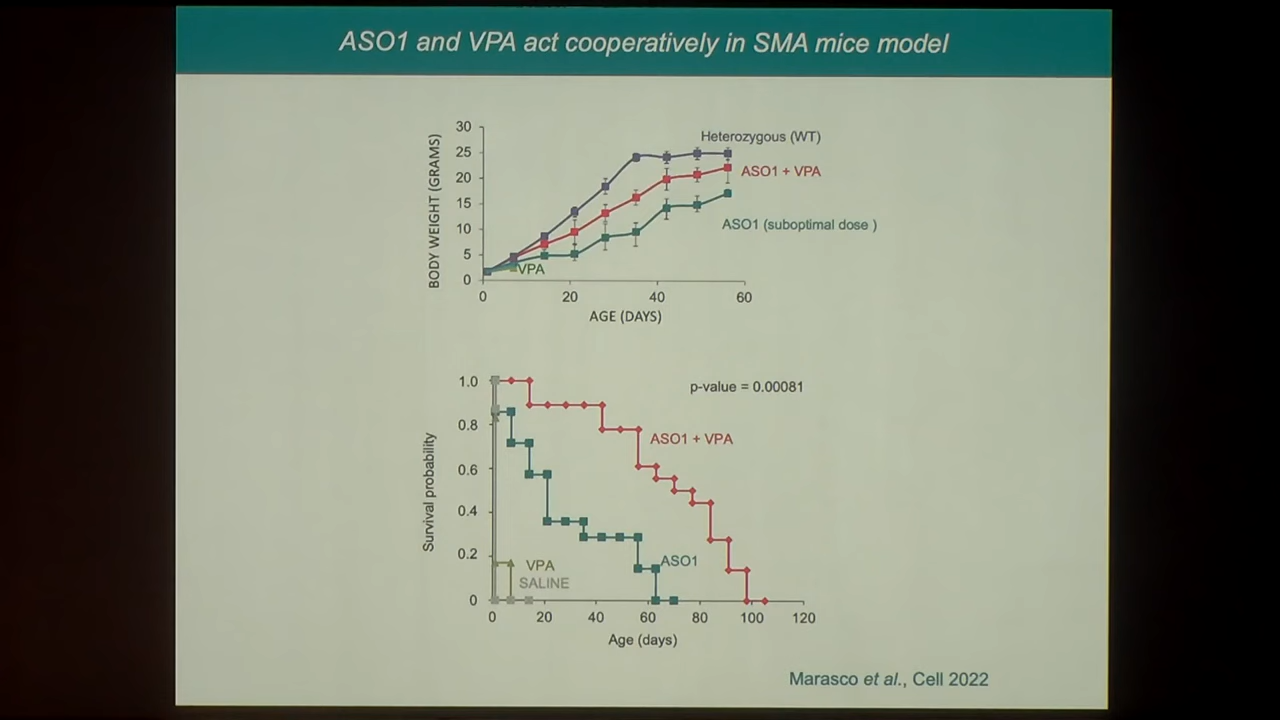 ASO1 and VPA act cooperatively in SMA mice model
BODY WEIGHT (GRAMS)
30
25
20
15
10
5
0
Heterozygous (WT)
ASO1 + VPA
ASO1 (suboptimal dose )
VPA
0 20 40 60
AGE (DAYS)
Survival probability
1.0
0.8
0.6
0.4
0.2
0
p-value = 0.00081
ASO1 + VPA
ASO1
VPA
SALINE
0 20 40 60 80 100 120
Age (days)
Marasco et al., Cell 2022